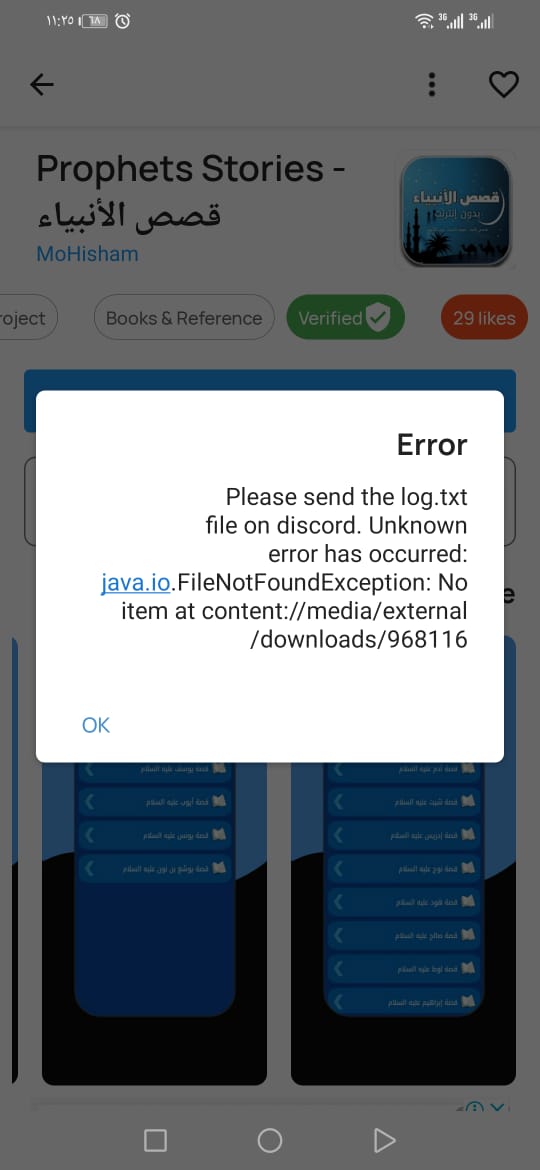 ١١:٢٥
٦٨
3G
3G
Prophets Stories -
قصص الأنبياء
MoHisham
قصص الأنبياء
بدون إنترنت
roject
Books & Reference
Verified
29 likes
Error
Please send the log.txt
file on discord. Unknown
error has occurred:
java.io.FileNotFoundException: No
item at content://media/external
/downloads/968116
e
OK
قصة يوسف عليه السلام
قصة أيوب عليه السلام
قصة يونس عليه السلام
قصة يوشع بن نون عليه السلام
قصة آدم عليه السلام
قصة شيث عليه السلام
قصة إدريس عليه السلام
قصة نوح عليه السلام
قصة هود عليه السلام
قصة صالح عليه السلام
قصة لوط عليه السلام
قصة إبراهيم عليه السلام